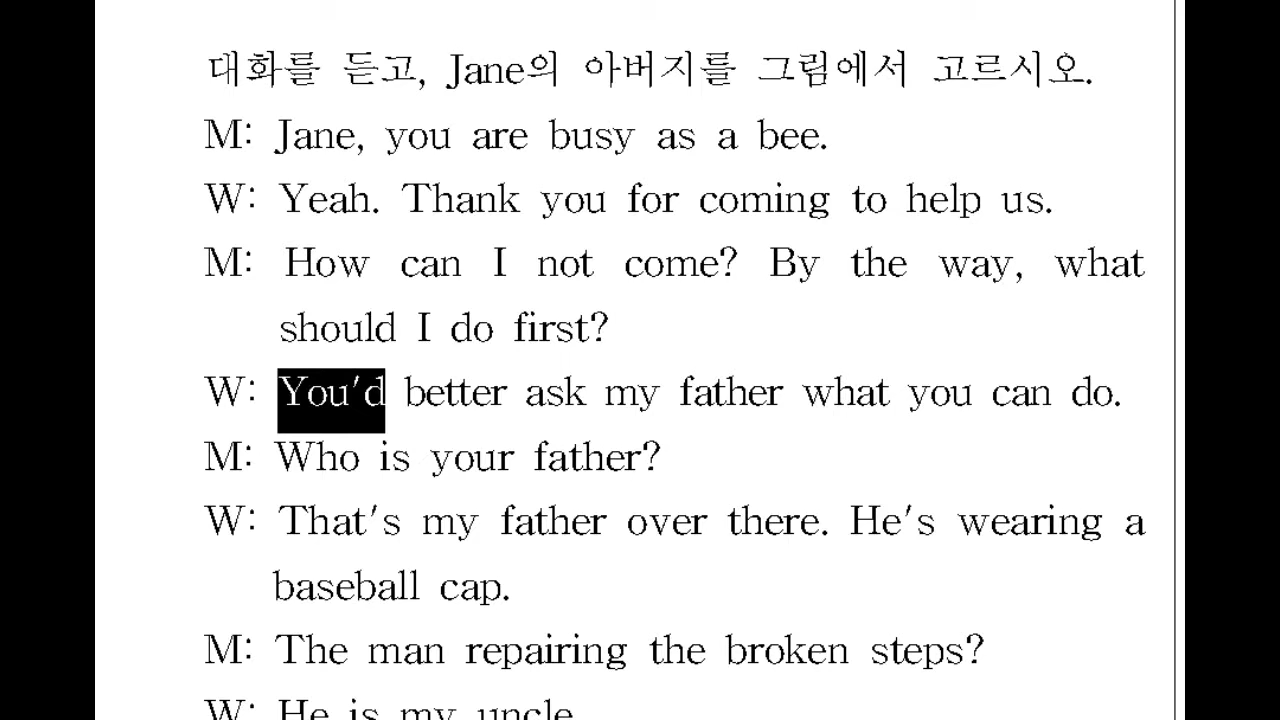 대화를 듣고, Jane의 아버지를 그림에서 고르시오.
M: Jane, you are busy as a bee.
W: Yeah. Thank you for coming to help us.
M: How can I not come? By the way, what
should I do first?
W: You'd better ask my father what you can do.
M: Who is your father?
W: That's my father over there. He's wearing a
baseball cap.
M: The man repairing the broken steps?
W: He is my uncle